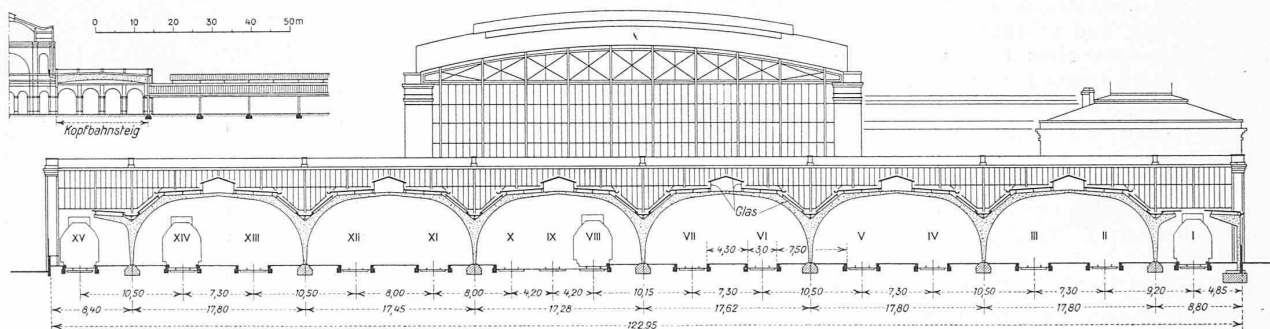 0 10 20 30 40 50m
Kopfbahnsteig
Glas
XV XIV XIII XIi XI X IX VIII VII VI V IV III II I
4,30 3,0 7,50
10,50 7,30 10,50 8,00 8,00 4,20 4,20 10,15 7,30 10,50 7,30 10,50 7,30 9,20 4,85
8,40 17,80 17,45 17,28 17,62 17,80 17,80 8,80
122,95